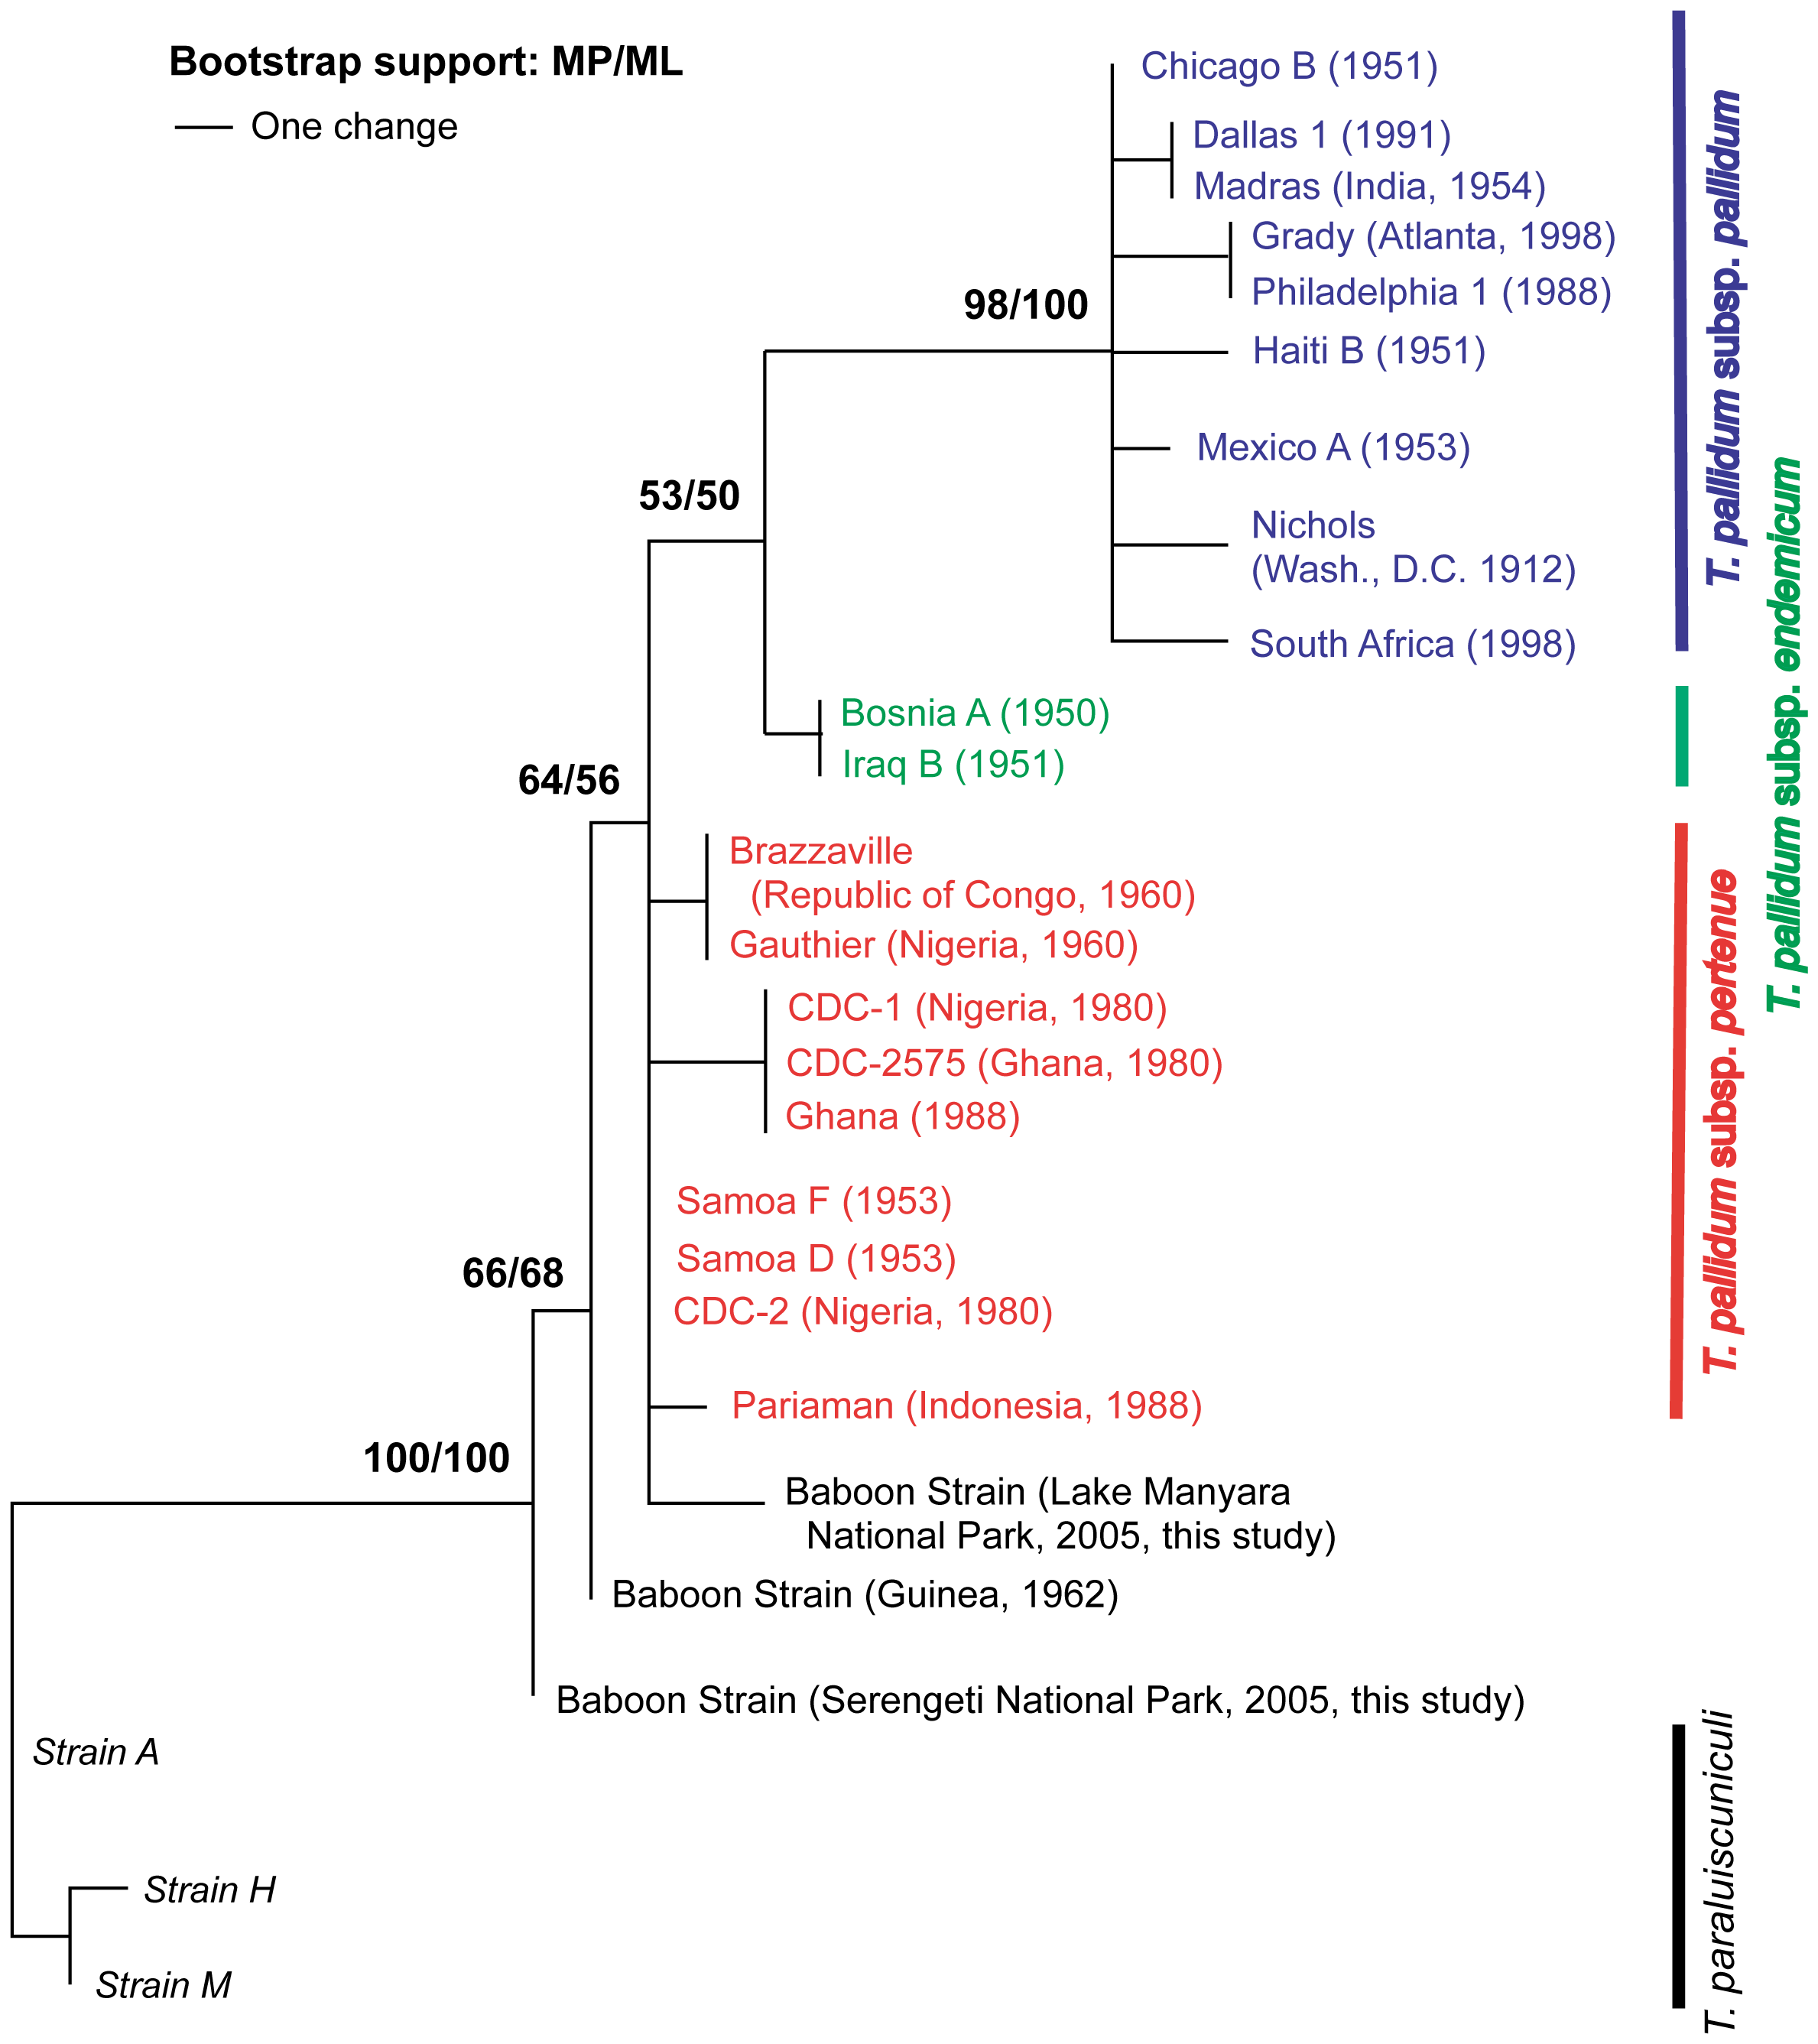 Bootstrap support: MP/ML
One change
Chicago B (1951)
Dallas 1 (1991)
Madras (India, 1954)
Grady (Atlanta, 1998)
Philadelphia 1 (1988)
98/100
Haiti B (1951)
Mexico A (1953)
53/50
Nichols
(Wash., D.C. 1912)
South Africa (1998)
Bosnia A (1950)
Iraq B (1951)
64/56
Brazzaville
(Republic of Congo, 1960)
Gauthier (Nigeria, 1960)
CDC-1 (Nigeria, 1980)
CDC-2575 (Ghana, 1980)
Ghana (1988)
Samoa F (1953)
Samoa D (1953)
66/68
CDC-2 (Nigeria, 1980)
Pariaman (Indonesia, 1988)
100/100
Baboon Strain (Lake Manyara
National Park, 2005, this study)
Baboon Strain (Guinea, 1962)
Baboon Strain (Serengeti National Park, 2005, this study)
Strain A
Strain H
Strain M
T. pallidum subsp. pallidum
T. pallidum subsp. endemicum
T. pallidum subsp. pertenue
T. paraluiscuniculi